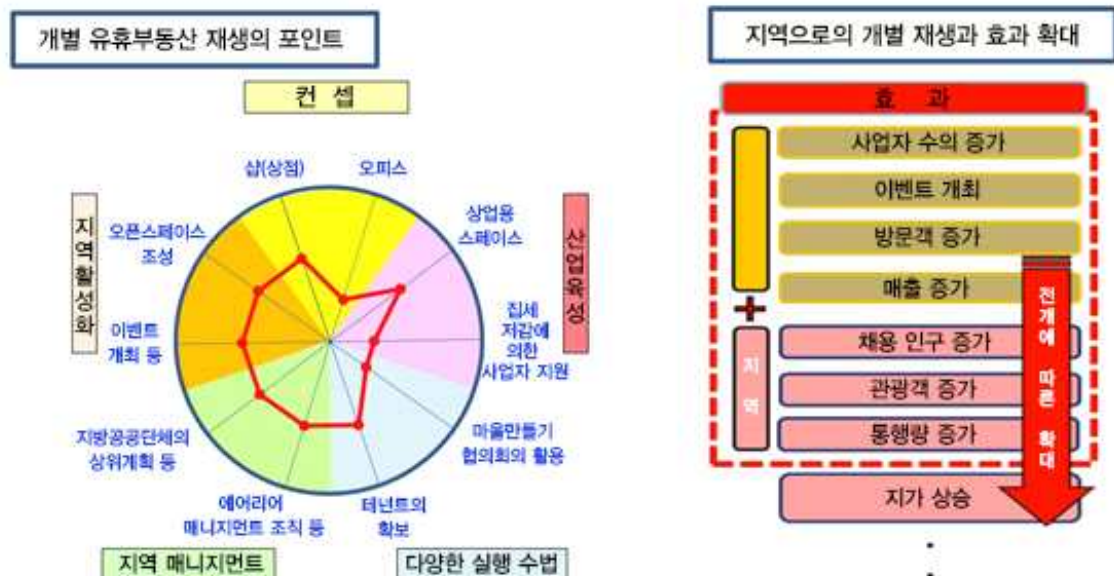 개별 유휴부동산 재생의 포인트
컨 셉
샵(상점)
오피스
상업용
스페이스
산업육성
집세
저감에
의한
사업자 지원
마을만들기
협의회의 활용
테넌트의
확보
다양한 실행 수법
에어리어
매니지먼트 조직 등
지역 매니지먼트
지방공공단체의
상위계획 등
이벤트
개최 등
오픈스페이스
조성
지역활성화
지역으로의 개별 재생과 효과 확대
효 과
사업자 수의 증가
이벤트 개최
방문객 증가
매출 증가
+
지역
채용 인구 증가
관광객 증가
통행량 증가
지가 상승
전개에 따른 확대